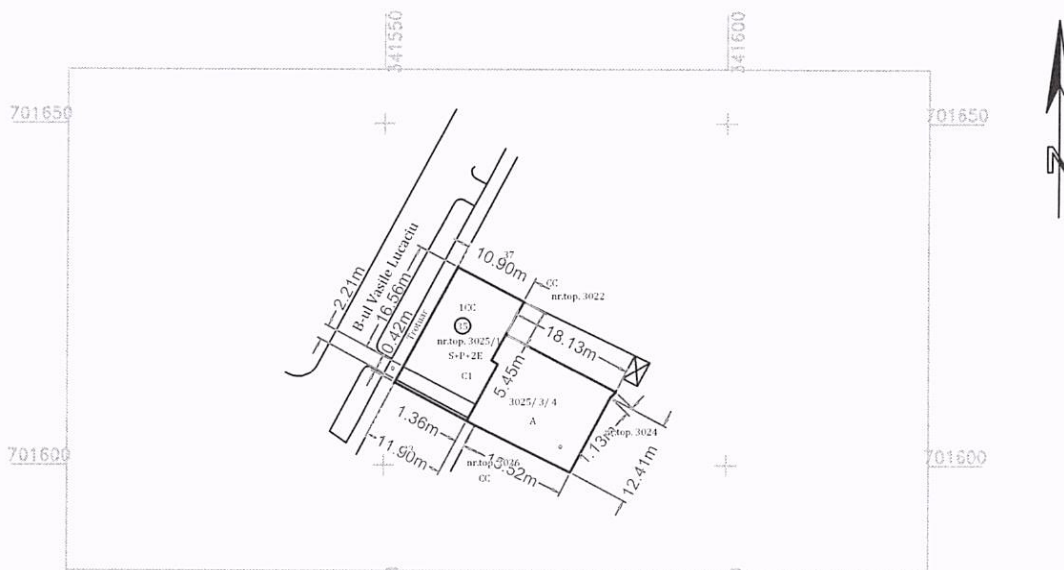 341550
341600
701650
701650
N
37
10.90m
CC
nr.top. 3022
B-ul Vasile Lucaciu
2.21m
16.56m
0.42m
Trotuar
1CC
15
nr.top. 3025/1
S+P+2E
C1
18.13m
5.45m
3025/3/4
A
nr.top. 3024
1.13m
12.41m
1.36m
11.90m
nr.top. 3026
CC
701600
701600